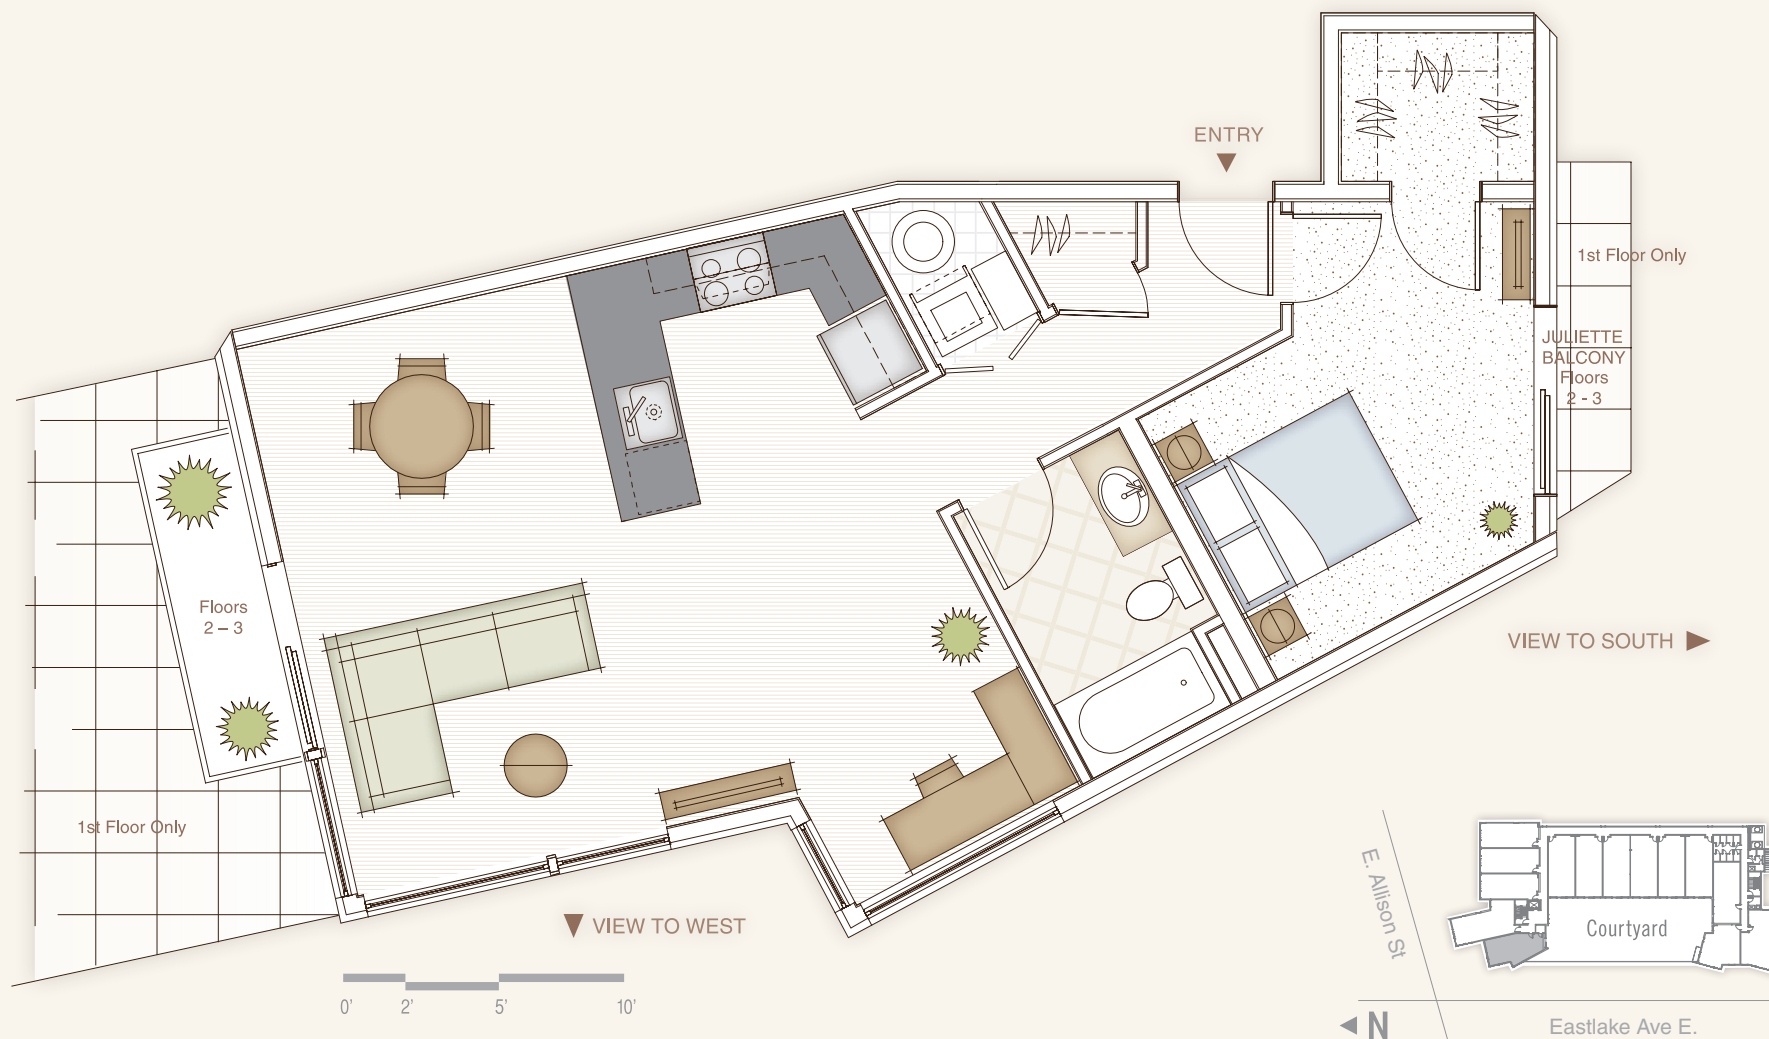 ENTRY
1st Floor Only
JULIETTE
BALCONY
Floors
2 - 3
Floors
2 – 3
VIEW TO SOUTH
1st Floor Only
VIEW TO WEST
E. Allison St
Courtyard
0' 2' 5' 10'
N
Eastlake Ave E.